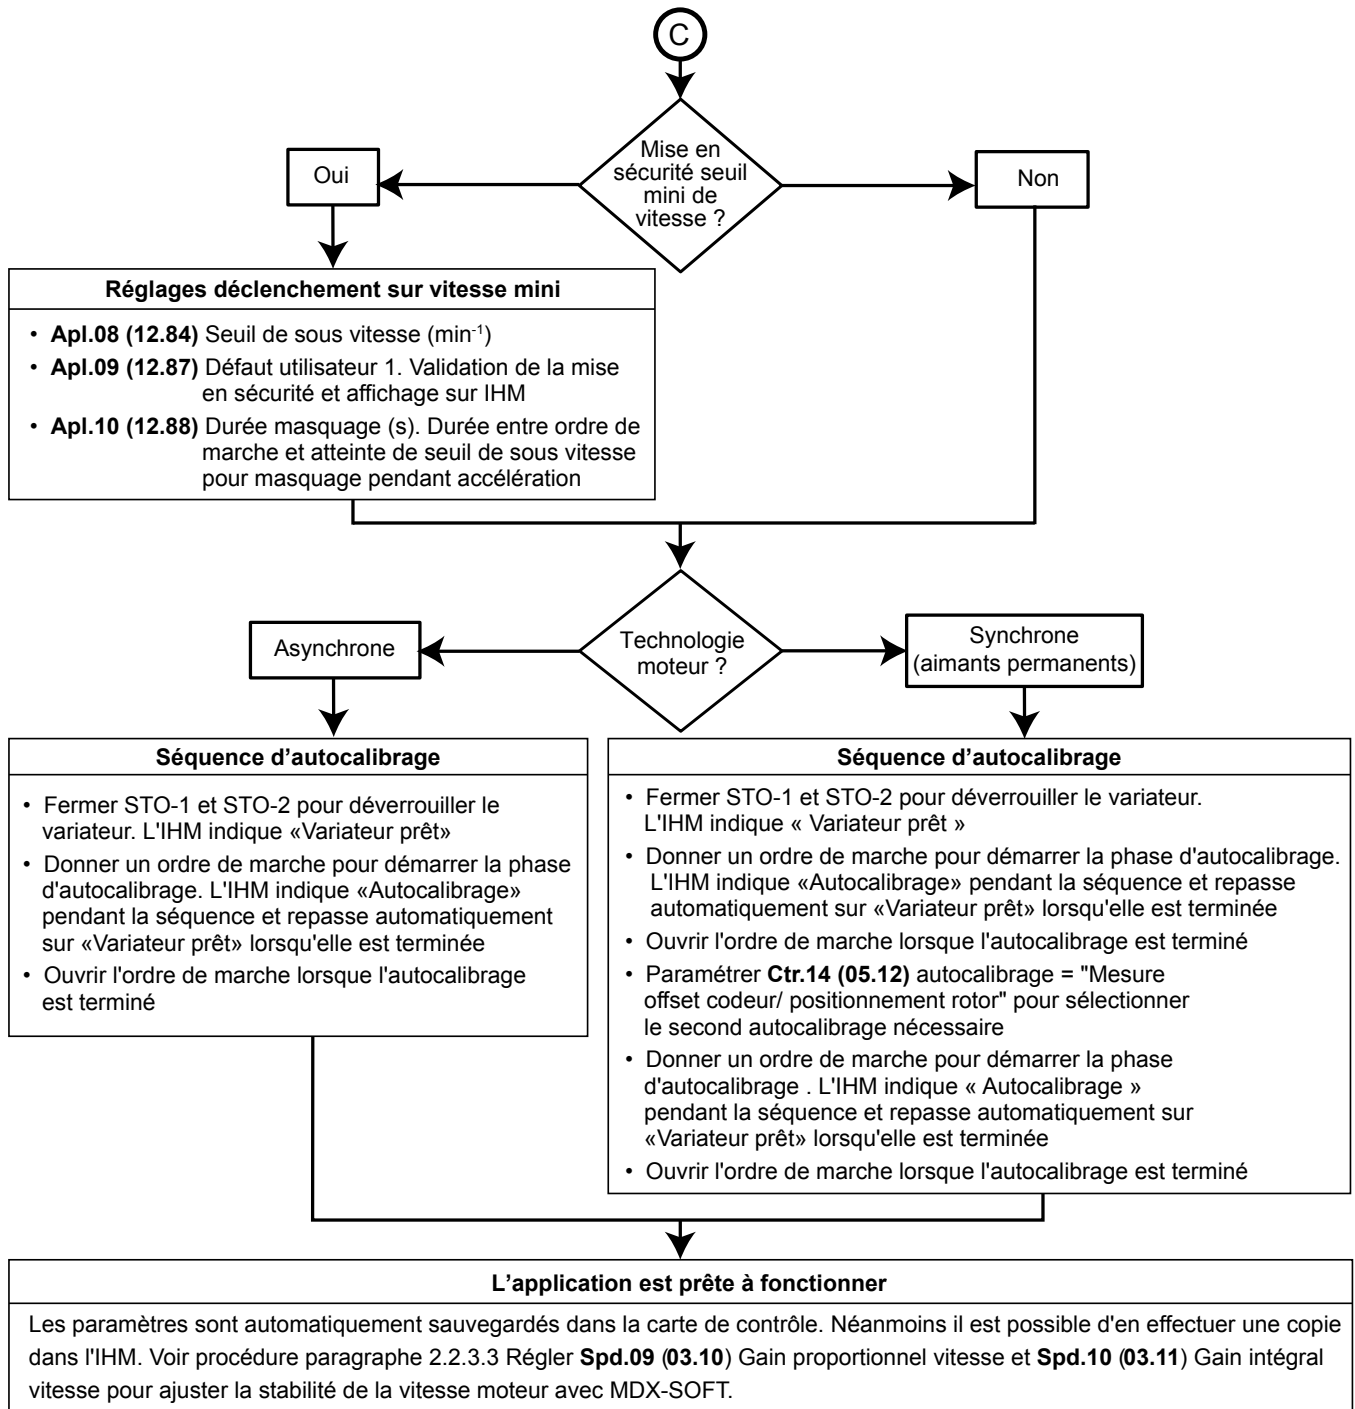 C
Mise en
sécurité seuil
mini de
vitesse ?
Oui
Non
Réglages déclenchement sur vitesse mini
• Apl.08 (12.84) Seuil de sous vitesse (min⁻¹)
• Apl.09 (12.87) Défaut utilisateur 1. Validation de la mise
en sécurité et affichage sur IHM
• Apl.10 (12.88) Durée masquage (s). Durée entre ordre de
marche et atteinte de seuil de sous vitesse
pour masquage pendant accélération
Technologie
moteur ?
Asynchrone
Synchrone
(aimants permanents)
Séquence d’autocalibrage
• Fermer STO-1 et STO-2 pour déverrouiller le
variateur. L'IHM indique «Variateur prêt»
• Donner un ordre de marche pour démarrer la phase
d'autocalibrage. L'IHM indique «Autocalibrage»
pendant la séquence et repasse automatiquement
sur «Variateur prêt» lorsqu'elle est terminée
• Ouvrir l'ordre de marche lorsque l'autocalibrage
est terminé
Séquence d’autocalibrage
• Fermer STO-1 et STO-2 pour déverrouiller le variateur.
L'IHM indique « Variateur prêt »
• Donner un ordre de marche pour démarrer la phase d'autocalibrage.
L'IHM indique «Autocalibrage» pendant la séquence et repasse
automatiquement sur «Variateur prêt» lorsqu'elle est terminée
• Ouvrir l'ordre de marche lorsque l'autocalibrage est terminé
• Paramétrer Ctr.14 (05.12) autocalibrage = "Mesure
offset codeur/ positionnement rotor" pour sélectionner
le second autocalibrage nécessaire
• Donner un ordre de marche pour démarrer la phase
d'autocalibrage . L'IHM indique « Autocalibrage »
pendant la séquence et repasse automatiquement sur
«Variateur prêt» lorsqu'elle est terminée
• Ouvrir l'ordre de marche lorsque l'autocalibrage est terminé
L’application est prête à fonctionner
Les paramètres sont automatiquement sauvegardés dans la carte de contrôle. Néanmoins il est possible d'en effectuer une copie
dans l'IHM. Voir procédure paragraphe 2.2.3.3 Régler Spd.09 (03.10) Gain proportionnel vitesse et Spd.10 (03.11) Gain intégral
vitesse pour ajuster la stabilité de la vitesse moteur avec MDX-SOFT.